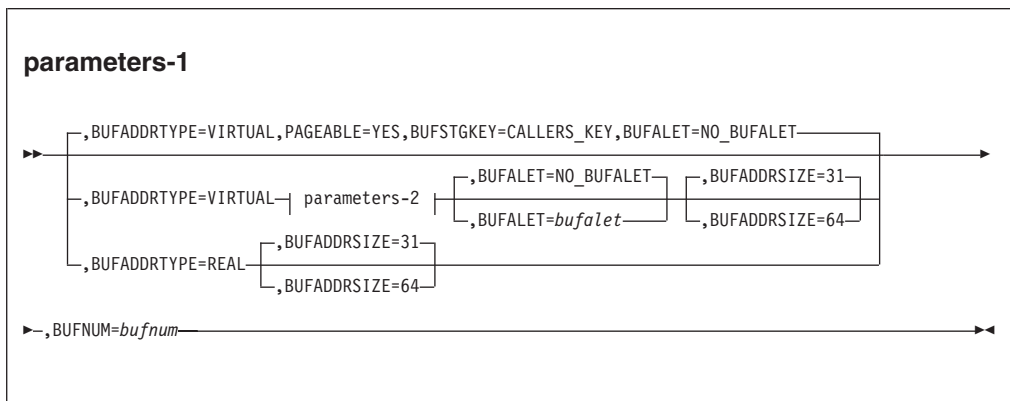 parameters-1
,BUFADDRTYPE=VIRTUAL,PAGEABLE=YES,BUFSTGKEY=CALLERS_KEY,BUFALET=NO_BUFALET
,BUFALET=NO_BUFALET ,BUFADDRSIZE=31
,BUFADDRTYPE=VIRTUAL parameters-2
,BUFALET=bufalet ,BUFADDRSIZE=64
,BUFADDRSIZE=31
,BUFADDRTYPE=REAL
,BUFADDRSIZE=64
,BUFNUM=bufnum